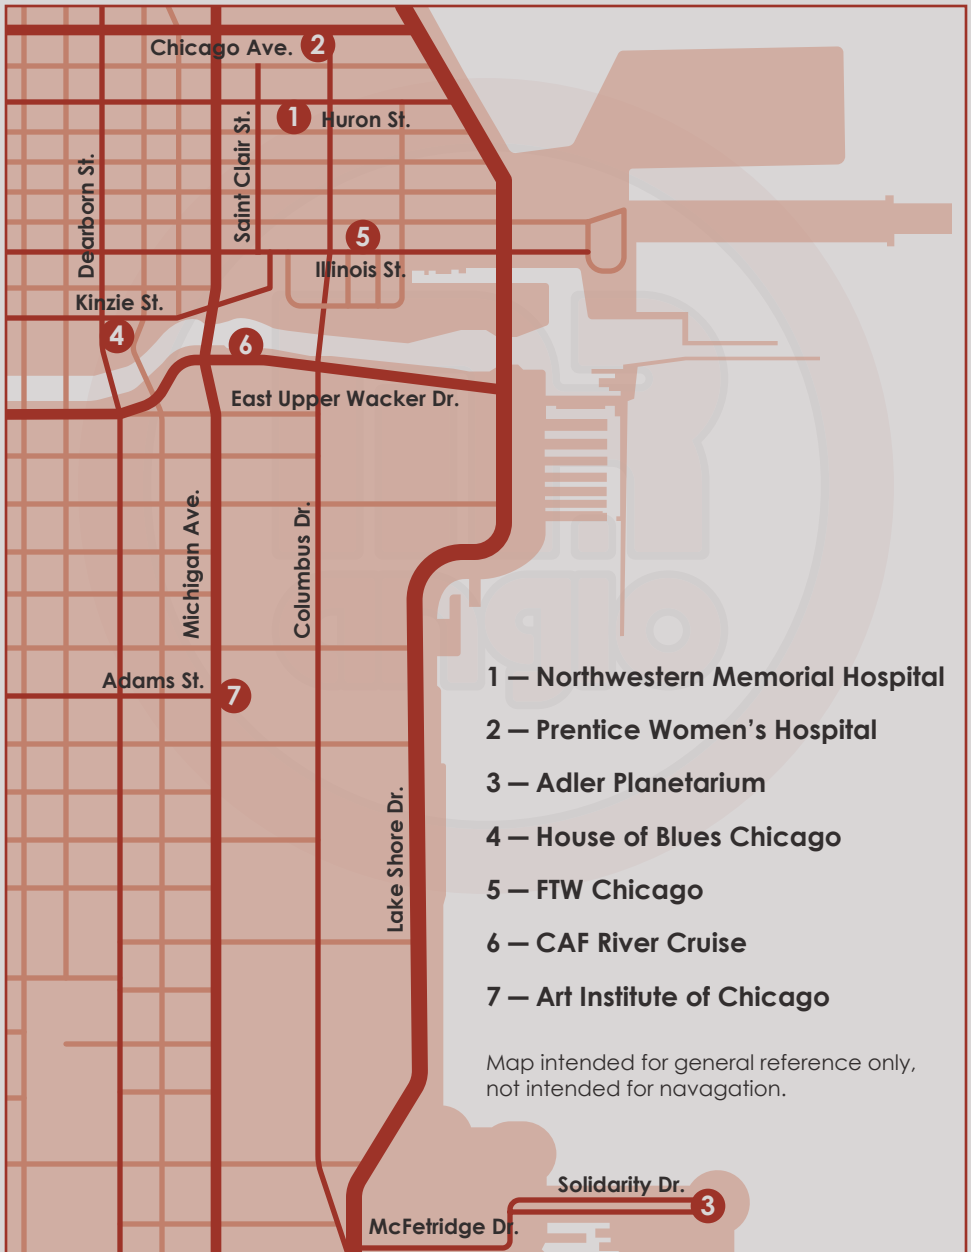 Chicago Ave.
2
1
Huron St.
Saint Clair St.
Dearborn St.
5
Illinois St.
Kinzie St.
4
6
East Upper Wacker Dr.
Michigan Ave.
Columbus Dr.
Adams St.
7
Lake Shore Dr.
1 — Northwestern Memorial Hospital
2 — Prentice Women's Hospital
3 — Adler Planetarium
4 — House of Blues Chicago
5 — FTW Chicago
6 — CAF River Cruise
7 — Art Institute of Chicago
Map intended for general reference only,
not intended for navagation.
Solidarity Dr.
3
McFetridge Dr.